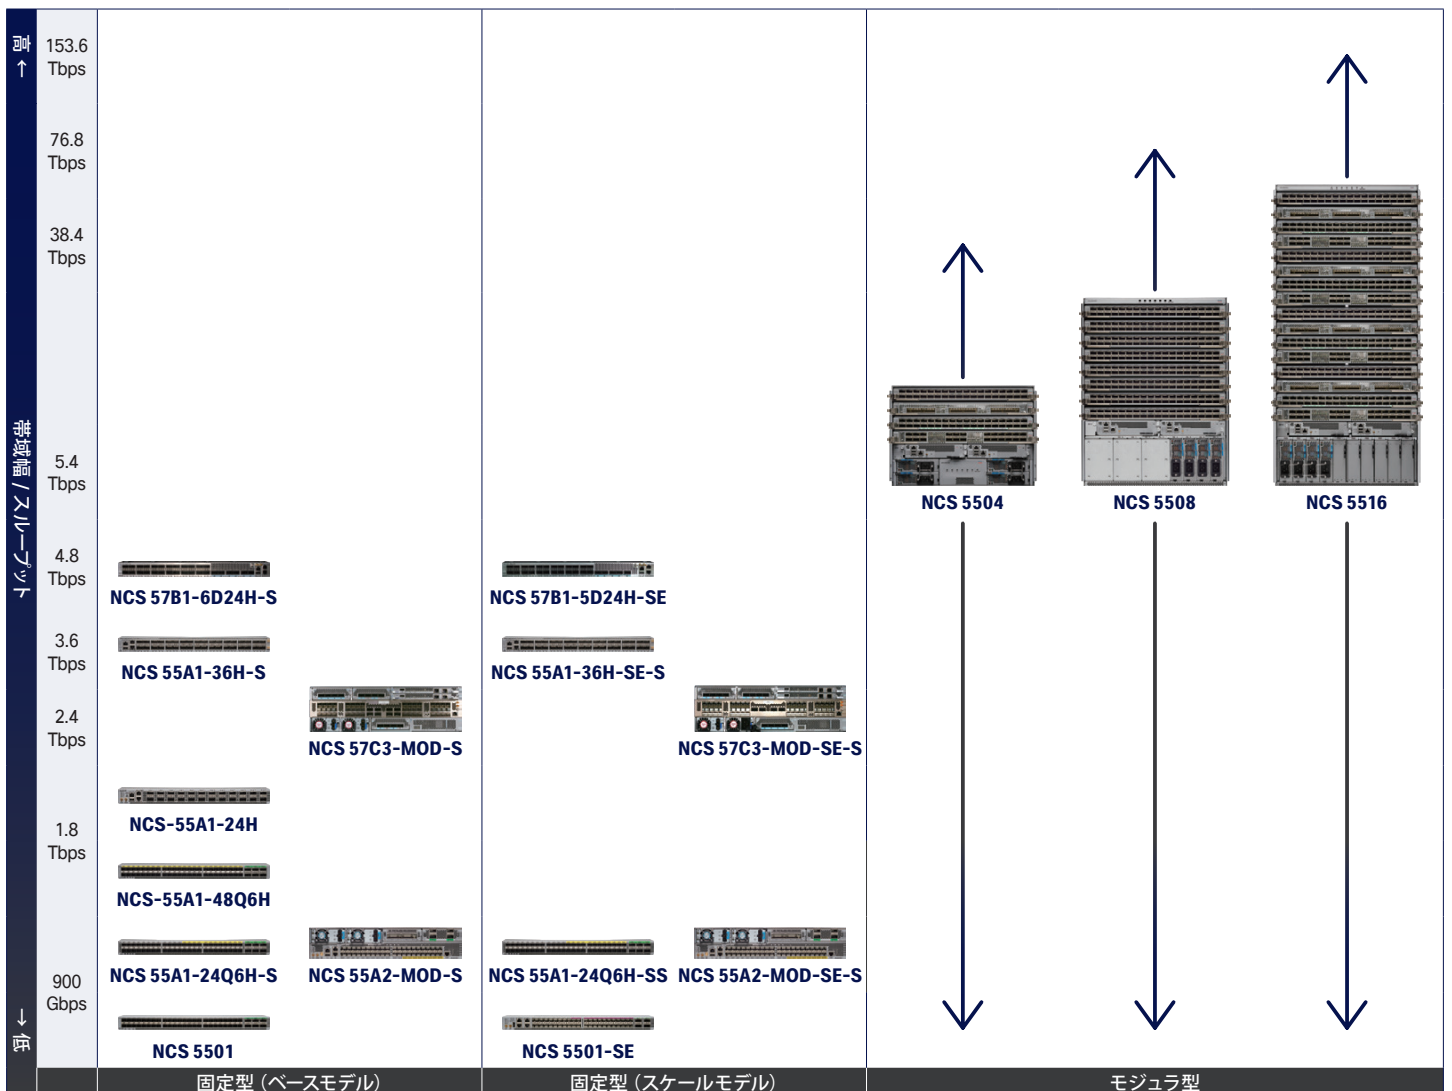 高 ←
153.6
Tbps
76.8
Tbps
38.4
Tbps
帯域幅 / スループット
5.4
Tbps
NCS 5504
NCS 5508
NCS 5516
4.8
Tbps
NCS 57B1-6D24H-S
NCS 57B1-5D24H-SE
3.6
Tbps
NCS 55A1-36H-S
NCS 55A1-36H-SE-S
2.4
Tbps
NCS 57C3-MOD-S
NCS 57C3-MOD-SE-S
NCS-55A1-24H
1.8
Tbps
NCS-55A1-48Q6H
NCS 55A1-24Q6H-S
NCS 55A2-MOD-S
NCS 55A1-24Q6H-SS
NCS 55A2-MOD-SE-S
900
Gbps
→ 低
NCS 5501
NCS 5501-SE
固定型（ベースモデル）
固定型（スケールモデル）
モジュラ型